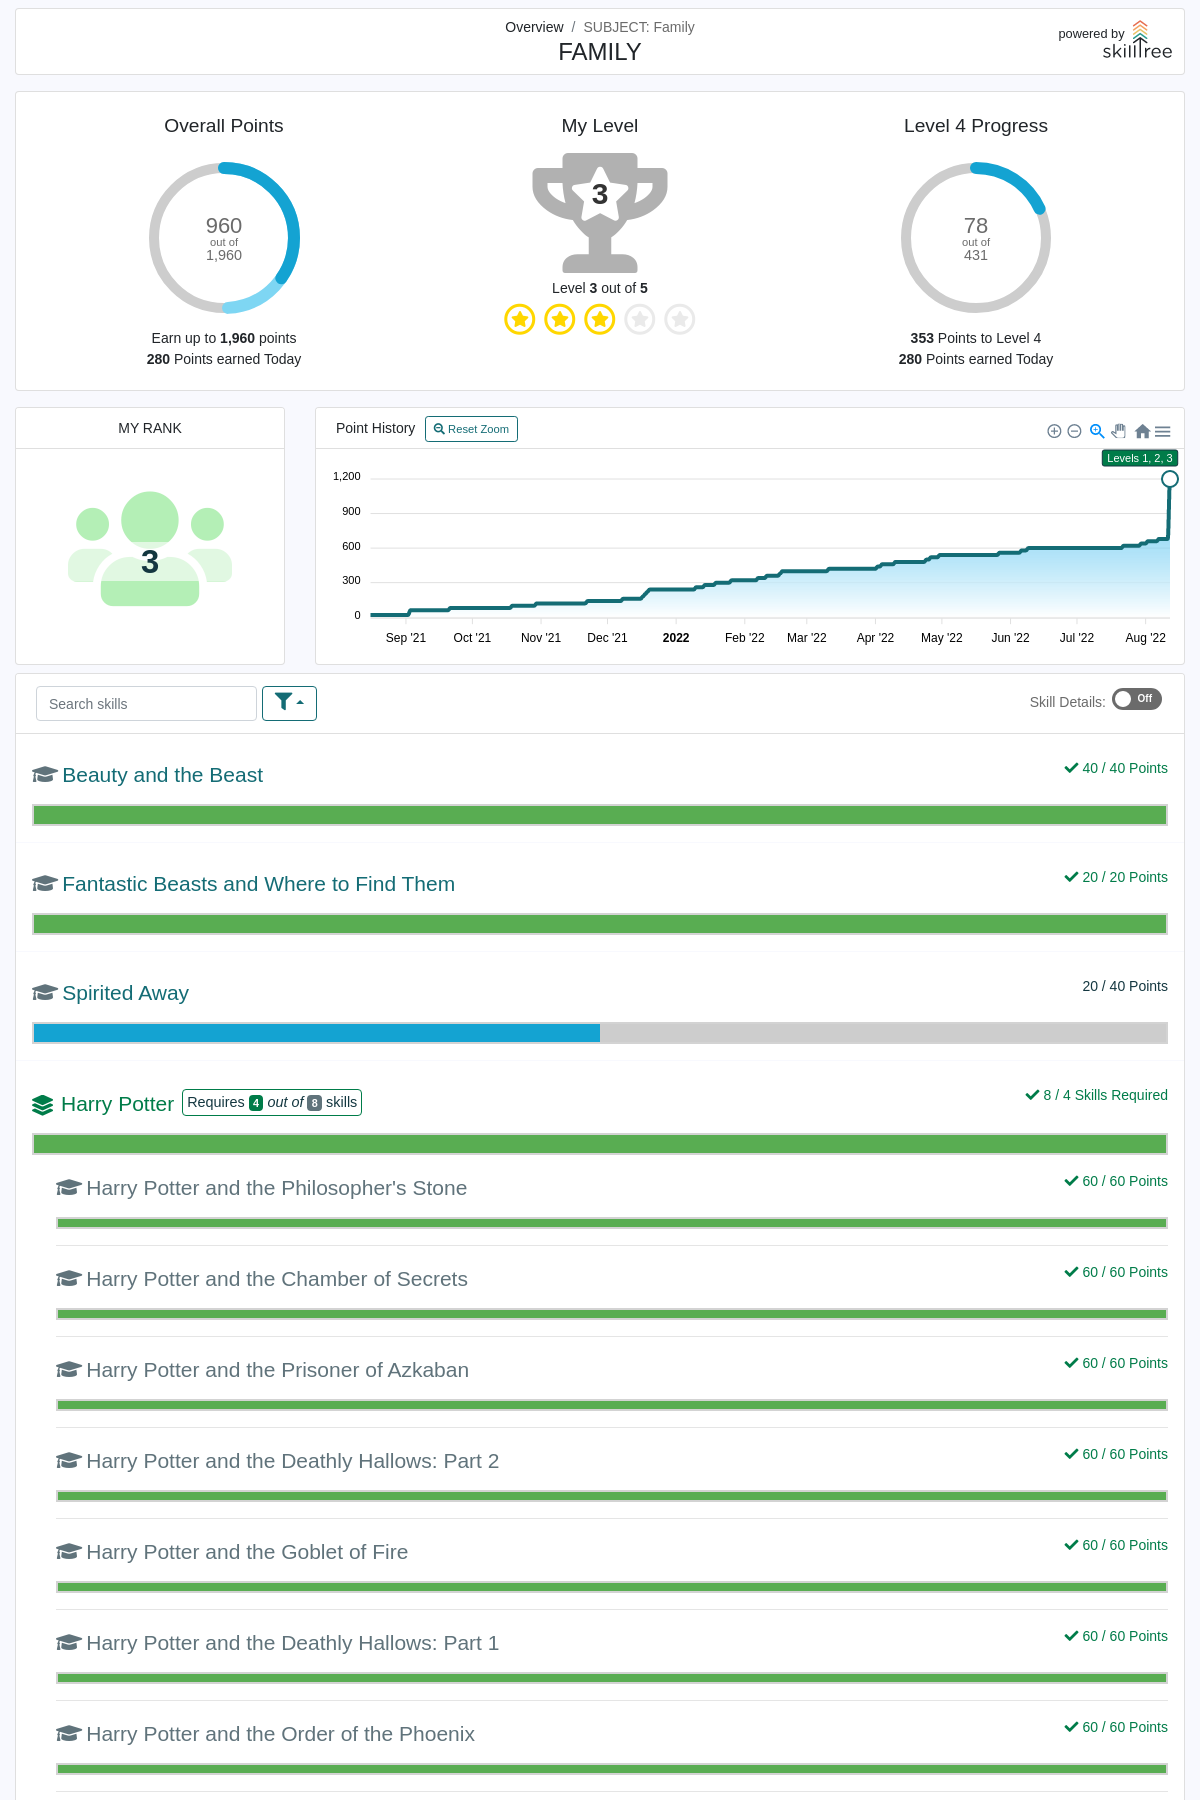 Overview / SUBJECT: Family
FAMILY
powered by
skilltree
Overall Points
960
out of
1,960
Earn up to 1,960 points
280 Points earned Today
My Level
3
Level 3 out of 5
Level 4 Progress
78
out of
431
353 Points to Level 4
280 Points earned Today
MY RANK
3
Point History
Reset Zoom
Levels 1, 2, 3
1,200
900
600
300
0
Sep '21 Oct '21 Nov '21 Dec '21 2022 Feb '22 Mar '22 Apr '22 May '22 Jun '22 Jul '22 Aug '22
Search skills
Skill Details: Off
Beauty and the Beast
40 / 40 Points
Fantastic Beasts and Where to Find Them
20 / 20 Points
Spirited Away
20 / 40 Points
Harry Potter Requires 4 out of 8 skills
8 / 4 Skills Required
Harry Potter and the Philosopher's Stone
60 / 60 Points
Harry Potter and the Chamber of Secrets
60 / 60 Points
Harry Potter and the Prisoner of Azkaban
60 / 60 Points
Harry Potter and the Deathly Hallows: Part 2
60 / 60 Points
Harry Potter and the Goblet of Fire
60 / 60 Points
Harry Potter and the Deathly Hallows: Part 1
60 / 60 Points
Harry Potter and the Order of the Phoenix
60 / 60 Points